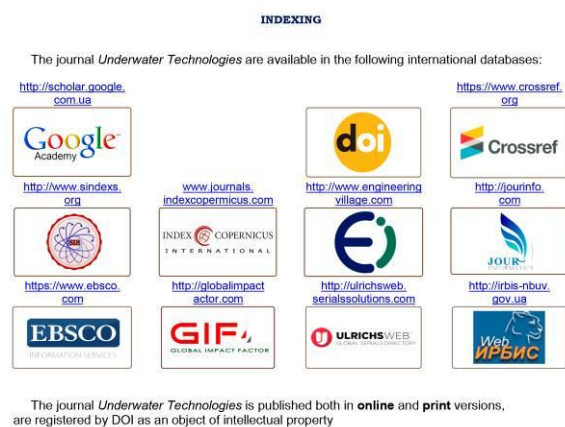 INDEXING
The journal Underwater Technologies are available in the following international databases:
http://scholar.google.
com.ua
https://www.crossref.
org
Google
Academy
doi
Crossref
http://www.sindexs.
org
www.journals.
indexcopernicus.com
http://www.engineering
village.com
http://jourinfo.
com
SIS
INDEX COPERNICUS
INTERNATIONAL
Ei
JOUR
INFORMATICS
https://www.ebsco.
com
http://globalimpact
actor.com
http://ulrichsweb.
serialssolutions.com
http://irbis-nbuv.
gov.ua
EBSCO
INFORMATION SERVICES
GIF
GLOBAL IMPACT FACTOR
ULRICHSWEB
GLOBAL SERIALS DIRECTORY
Web
ИРБИС
The journal Underwater Technologies is published both in online and print versions,
are registered by DOI as an object of intellectual property